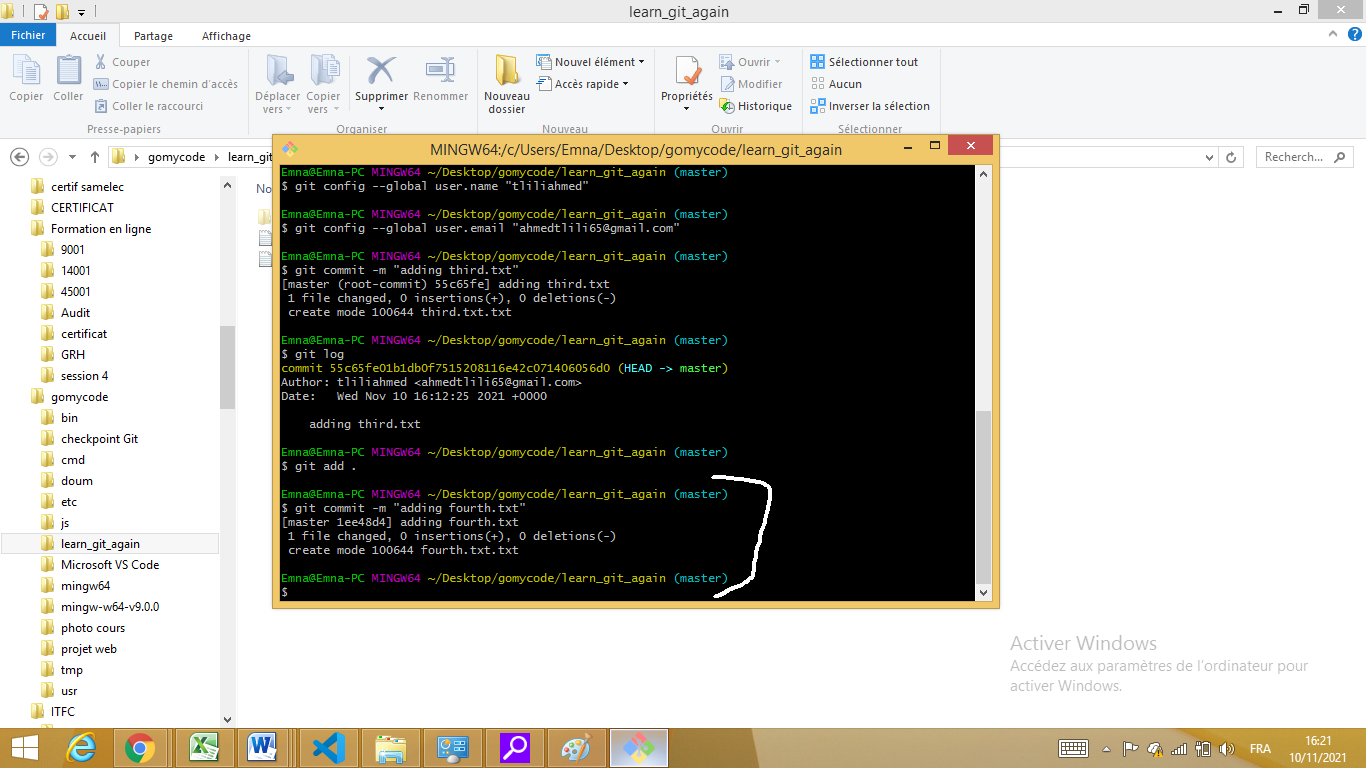 learn_git_again
Fichier Accueil Partage Affichage
Copier
Coller
Couper
Copier le chemin d'accès
Coller le raccourci
Presse-papiers
Déplacer vers
Copier vers
Supprimer
Renommer
Organiser
Nouveau dossier
Nouvel élément
Accès rapide
Nouveau
Propriétés
Ouvrir
Modifier
Historique
Ouvrir
Sélectionner tout
Aucun
Inverser la sélection
Sélectionner
gomycode learn_git
Recherch...
certif samelec
CERTIFICAT
Formation en ligne
9001
14001
45001
Audit
certificat
GRH
session 4
gomycode
bin
checkpoint Git
cmd
doum
etc
js
learn_git_again
Microsoft VS Code
mingw64
mingw-w64-v9.0.0
photo cours
projet web
tmp
usr
ITFC
No
MINGW64:/c/Users/Emna/Desktop/gomycode/learn_git_again
Emna@Emna-PC MINGW64 ~/Desktop/gomycode/learn_git_again (master)
$ git config --global user.name "tliliahmed"
Emna@Emna-PC MINGW64 ~/Desktop/gomycode/learn_git_again (master)
$ git config --global user.email "ahmedtlili65@gmail.com"
Emna@Emna-PC MINGW64 ~/Desktop/gomycode/learn_git_again (master)
$ git commit -m "adding third.txt"
[master (root-commit) 55c65fe] adding third.txt
1 file changed, 0 insertions(+), 0 deletions(-)
create mode 100644 third.txt.txt
Emna@Emna-PC MINGW64 ~/Desktop/gomycode/learn_git_again (master)
$ git log
commit 55c65fe01b1db0f7515208116e42c071406056d0 (HEAD -> master)
Author: tliliahmed <ahmedtlili65@gmail.com>
Date: Wed Nov 10 16:12:25 2021 +0000
adding third.txt
Emna@Emna-PC MINGW64 ~/Desktop/gomycode/learn_git_again (master)
$ git add .
Emna@Emna-PC MINGW64 ~/Desktop/gomycode/learn_git_again (master)
$ git commit -m "adding fourth.txt"
[master 1ee48d4] adding fourth.txt
1 file changed, 0 insertions(+), 0 deletions(-)
create mode 100644 fourth.txt.txt
Emna@Emna-PC MINGW64 ~/Desktop/gomycode/learn_git_again (master)
$
Activer Windows
Accédez aux paramètres de l'ordinateur pour
activer Windows.
FRA
16:21
10/11/2021